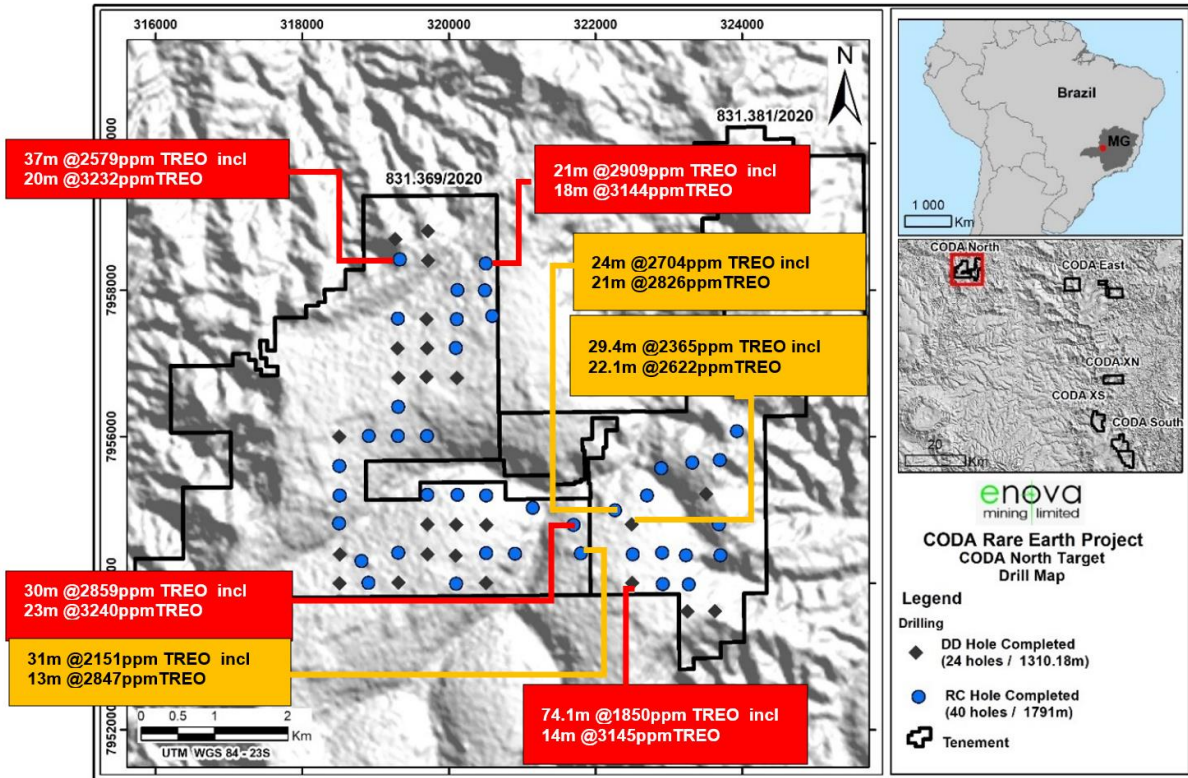 316000
318000
320000
322000
324000
N
831.381/2020
831.369/2020
37m @2579ppm TREO incl
20m @3232ppmTREO
21m @2909ppm TREO incl
18m @3144ppmTREO
24m @2704ppm TREO incl
21m @2826ppmTREO
7958000
29.4m @2365ppm TREO incl
22.1m @2622ppmTREO
7956000
30m @2859ppm TREO incl
23m @3240ppmTREO
31m @2151ppm TREO incl
13m @2847ppmTREO
74.1m @1850ppm TREO incl
14m @3145ppmTREO
7952000
0 0.5 1 2
Km
UTM WGS 84 - 23S
Brazil
MG
1 000
Km
CODA North
CODA East
CODA XN
CODA XS
CODA South
20
Km
enova
mining limited
CODA Rare Earth Project
CODA North Target
Drill Map
Legend
Drilling
DD Hole Completed
(24 holes / 1310.18m)
RC Hole Completed
(40 holes / 1791m)
Tenement